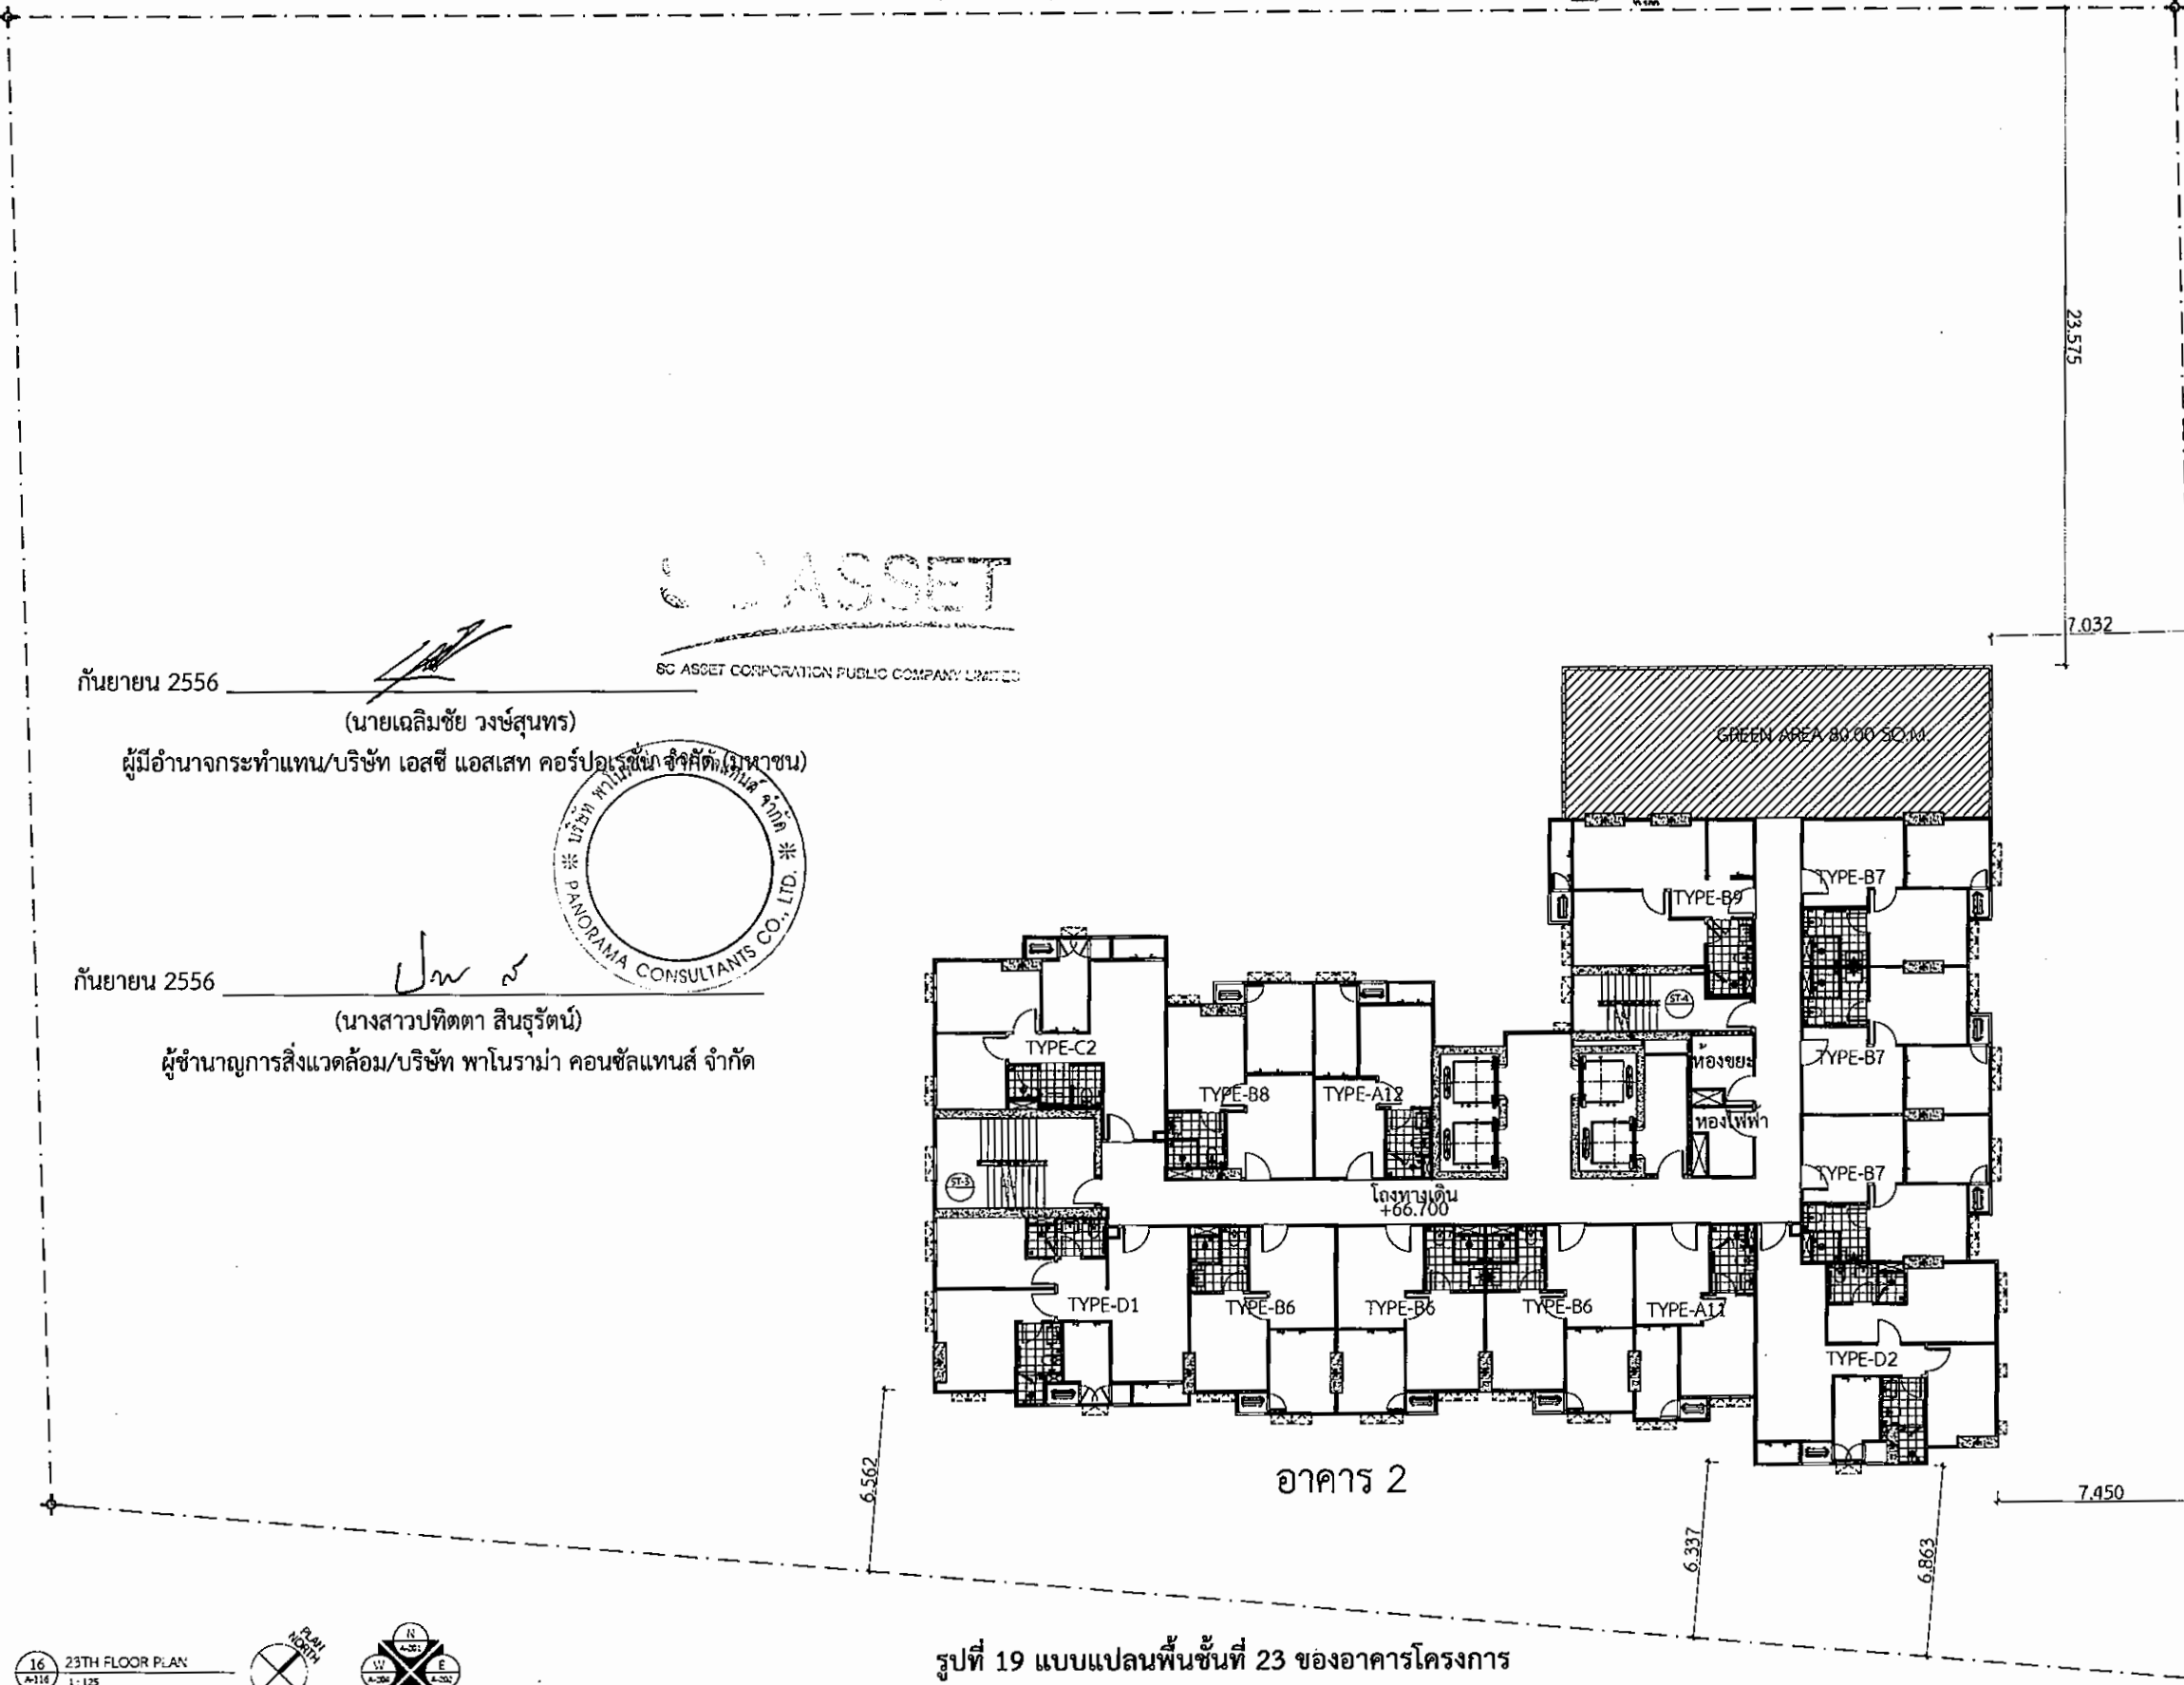 23.575
7.032
ASSET
SC ASSET CORPORATION PUBLIC COMPANY LIMITED
กันยายน 2556
(นายเฉลิมชัย วงษ์สุนทร)
ผู้มีอำนาจกระทำแทน/บริษัท เอสซี แอสเสท คอร์ปอเรชั่น จำกัด (มหาชน)
PANORAMA CONSULTANTS CO., LTD.
กันยายน 2556
(นางสาวปทิตตา สินธุรัตน์)
ผู้ชำนาญการสิ่งแวดล้อม/บริษัท พาโนราม่า คอนซัลแทนส์ จำกัด
GREEN AREA 80.00 SQ.M.
TYPE-B7
TYPE-B9
ST-4
TYPE-C2
ห้องขยะ
TYPE-B7
TYPE-B8
TYPE-A12
ห้องไฟฟ้า
TYPE-B7
ST-3
โถงทางเดิน
+66.700
TYPE-D1
TYPE-B6
TYPE-B6
TYPE-B6
TYPE-A11
TYPE-D2
6.562
อาคาร 2
6.337
6.863
7.450
16
A-116
23TH FLOOR PLAN
1:125
PLAN
NORTH
N
A-201
W
E
รูปที่ 19 แบบแปลนพื้นชั้นที่ 23 ของอาคารโครงการ